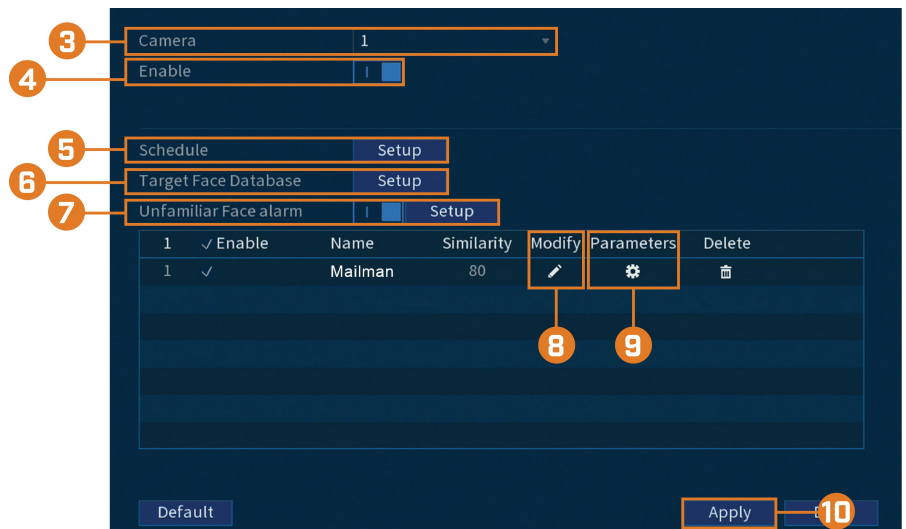 3 Camera 1
4 Enable
5 Schedule Setup
6 Target Face Database Setup
7 Unfamiliar Face alarm Setup
1 Enable Name Similarity Modify Parameters Delete
1 Mailman 80
8 9
Default Apply 10